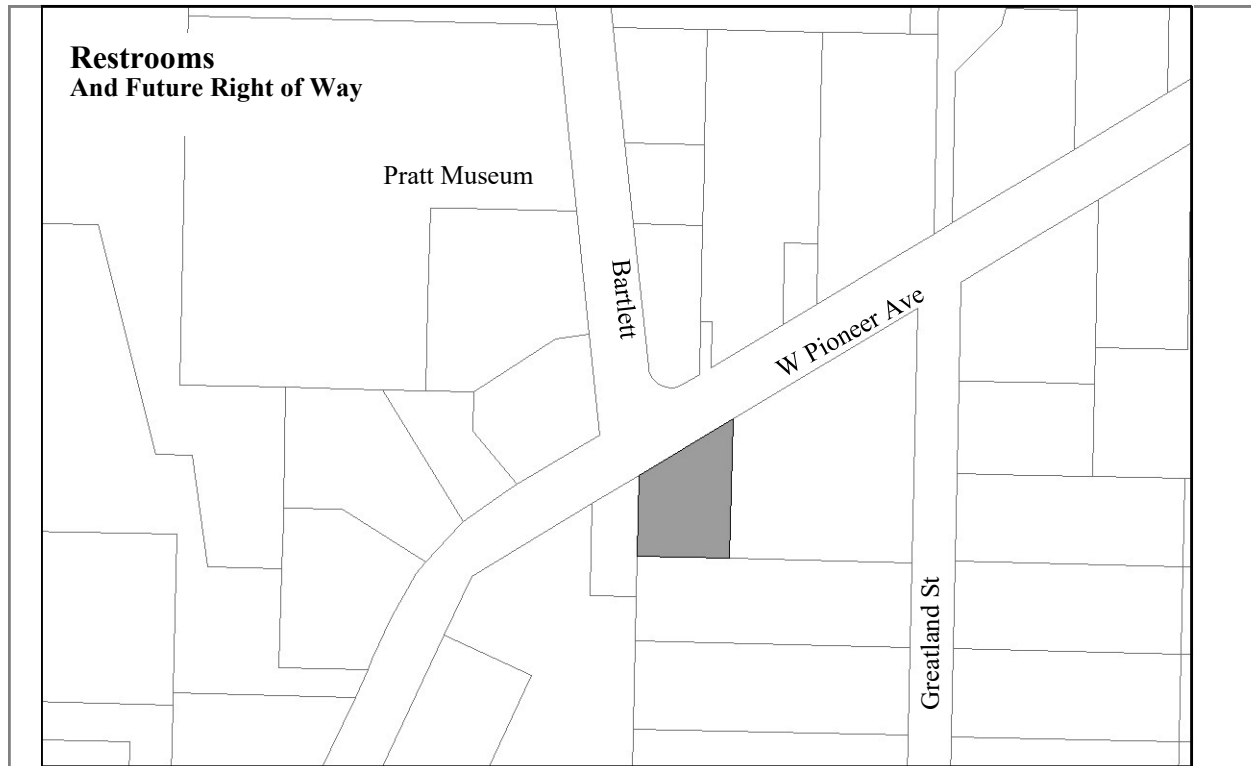 Restrooms
And Future Right of Way
Pratt Museum
Bartlett
W Pioneer Ave
Greatland St